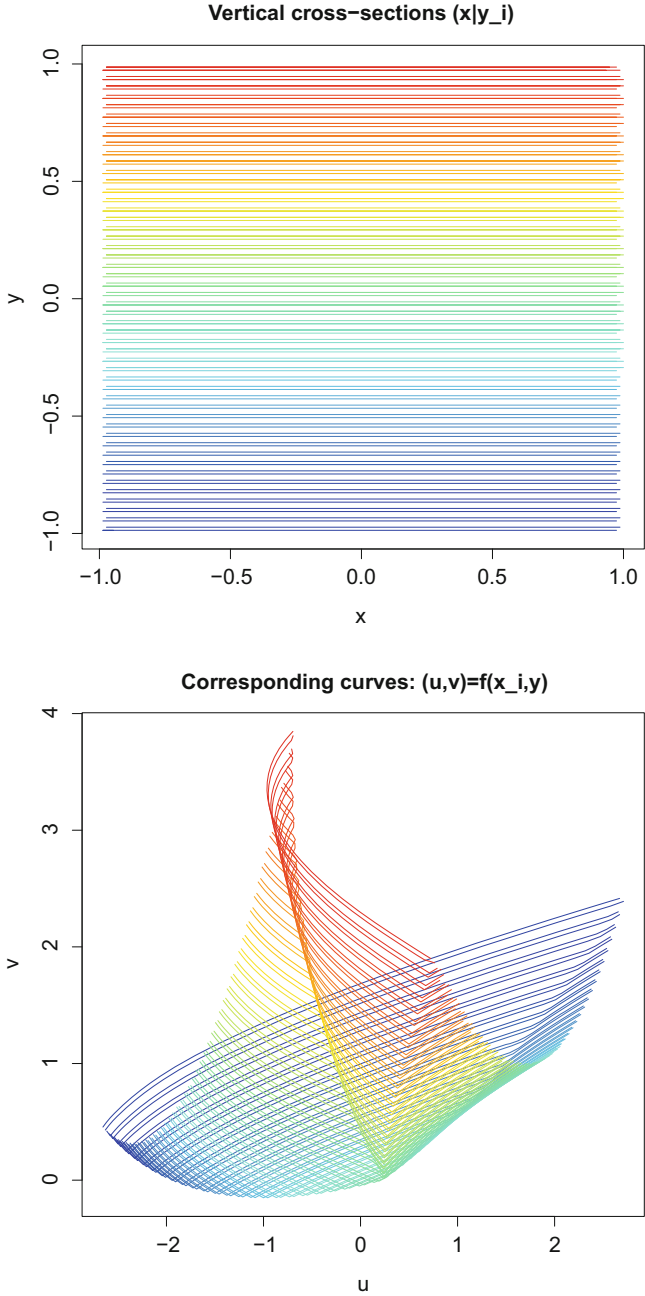 Vertical cross−sections (x|y_i)
1.0
0.5
0.0
−0.5
−1.0
y
−1.0 −0.5 0.0 0.5 1.0
x
Corresponding curves: (u,v)=f(x_i,y)
4
3
2
1
0
v
−2 −1 0 1 2
u